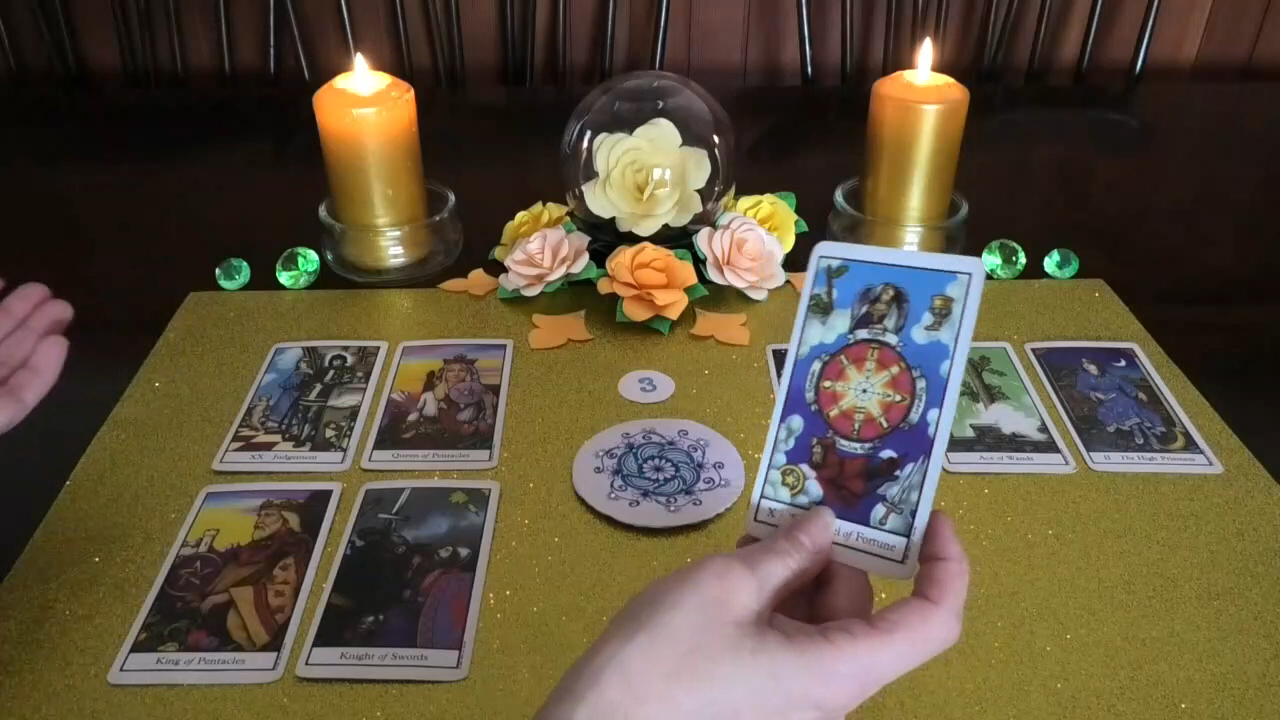 3
XX Judgement
Queen of Pentacles
Ace of Wands
II The High Priestess
of Fortune
King of Pentacles
Knight of Swords